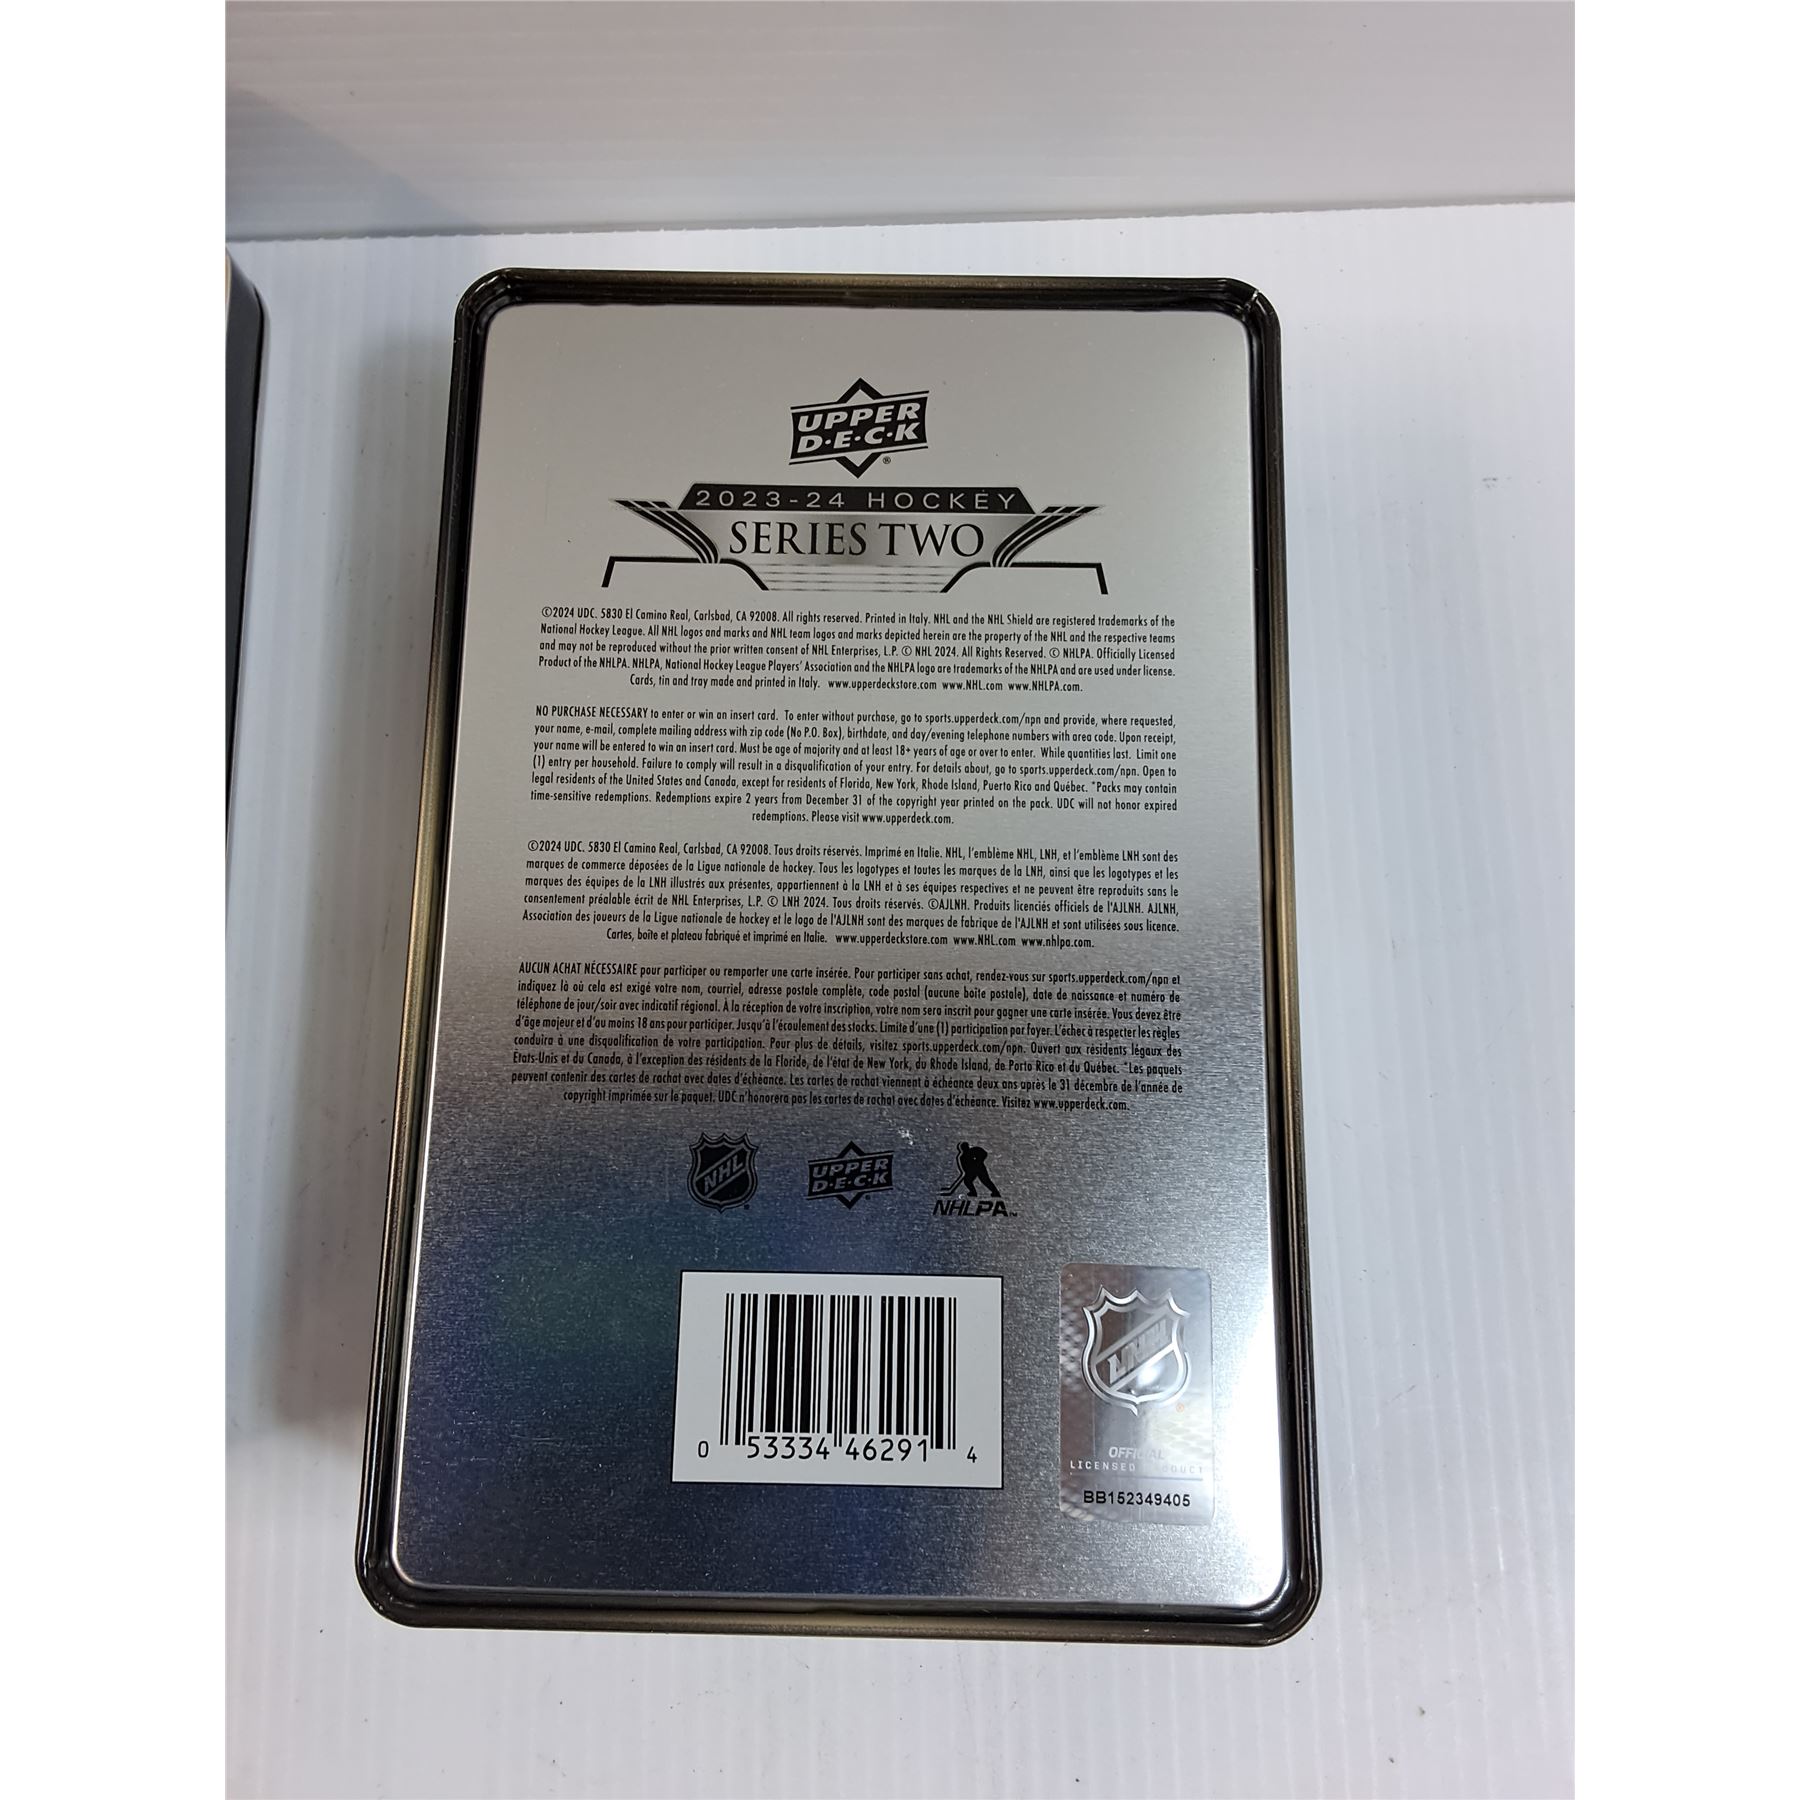 UPPER
D·E·C·K
®
2023-24 HOCKEY
SERIES TWO
©2024 UDC. 5830 El Camino Real, Carlsbad, CA 92008. All rights reserved. Printed in Italy. NHL and the NHL Shield are registered trademarks of the
National Hockey League. All NHL logos and marks and NHL team logos and marks depicted herein are the property of the NHL and the respective teams
and may not be reproduced without the prior written consent of NHL Enterprises, L.P. © NHL 2024. All Rights Reserved. © NHLPA. Officially Licensed
Product of the NHLPA. NHLPA, National Hockey League Players' Association and the NHLPA logo are trademarks of the NHLPA and are used under license.
Cards, tin and tray made and printed in Italy. www.upperdeckstore.com www.NHL.com www.NHLPA.com.
NO PURCHASE NECESSARY to enter or win an insert card. To enter without purchase, go to sports.upperdeck.com/npn and provide, where requested,
your name, e-mail, complete mailing address with zip code (No P.O. Box), birthdate, and day/evening telephone numbers with area code. Upon receipt,
your name will be entered to win an insert card. Must be age of majority and at least 18+ years of age or over to enter. While quantities last. Limit one
(1) entry per household. Failure to comply will result in a disqualification of your entry. For details about, go to sports.upperdeck.com/npn. Open to
legal residents of the United States and Canada, except for residents of Florida, New York, Rhode Island, Puerto Rico and Québec. *Packs may contain
time-sensitive redemptions. Redemptions expire 2 years from December 31 of the copyright year printed on the pack. UDC will not honor expired
redemptions. Please visit www.upperdeck.com.
©2024 UDC. 5830 El Camino Real, Carlsbad, CA 92008. Tous droits réservés. Imprimé en Italie. NHL, l'emblème NHL, LNH, et l'emblème LNH sont des
marques de commerce déposées de la Ligue nationale de hockey. Tous les logotypes et toutes les marques de la LNH, ainsi que les logotypes et les
marques des équipes de la LNH illustrés aux présentes, appartiennent à la LNH et à ses équipes respectives et ne peuvent être reproduits sans le
consentement préalable écrit de NHL Enterprises, L.P. © LNH 2024. Tous droits réservés. ©AJLNH. Produits licenciés officiels de l'AJLNH. AJLNH,
Association des joueurs de la Ligue nationale de hockey et le logo de l'AJLNH sont des marques de fabrique de l'AJLNH et sont utilisées sous licence.
Cartes, boîte et plateau fabriqué et imprimé en Italie. www.upperdeckstore.com www.NHL.com www.nhlpa.com.
AUCUN ACHAT NÉCESSAIRE pour participer ou remporter une carte insérée. Pour participer sans achat, rendez-vous sur sports.upperdeck.com/npn et
indiquez là où cela est exigé votre nom, courriel, adresse postale complète, code postal (aucune boîte postale), date de naissance et numéro de
téléphone de jour/soir avec indicatif régional. À la réception de votre inscription, votre nom sera inscrit pour gagner une carte insérée. Vous devez être
d'âge majeur et d'au moins 18 ans pour participer. Jusqu'à l'écoulement des stocks. Limite d'une (1) participation par foyer. L'échec à respecter les règles
conduira à une disqualification de votre participation. Pour plus de détails, visitez sports.upperdeck.com/npn. Ouvert aux résidents légaux des
États-Unis et du Canada, à l'exception des résidents de la Floride, de l'état de New York, du Rhode Island, de Porto Rico et du Québec. *Les paquets
peuvent contenir des cartes de rachat avec dates d'échéance. Les cartes de rachat viennent à échéance deux ans après le 31 décembre de l'année de
copyright imprimée sur le paquet. UDC n'honorera pas les cartes de rachat avec dates d'échéance. Visitez www.upperdeck.com.
NHL ® UPPER D·E·C·K ® NHLPA™
0 53334 46291 4
LNH
OFFICIAL
LICENSED PRODUCT
BB152349405